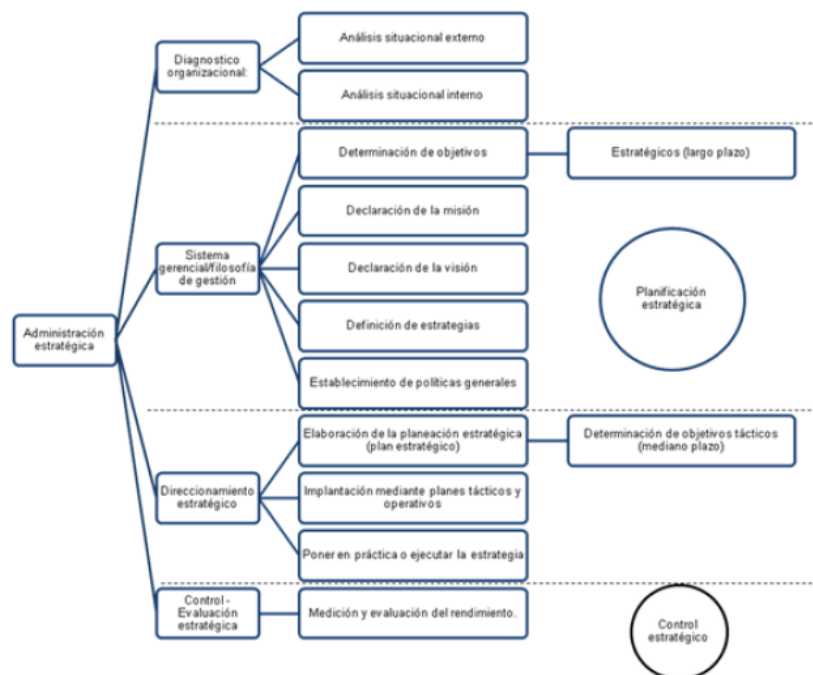 Análisis situacional externo
Diagnostico
organizacional:
Análisis situacional interno
Determinación de objetivos
Estratégicos (largo plazo)
Declaración de la misión
Sistema
gerencial/filosofía
de gestión
Declaración de la visión
Planificación
estratégica
Definición de estrategias
Administración
estratégica
Establecimiento de políticas generales
Elaboración de la planeación estratégica
(plan estratégico)
Determinación de objetivos tácticos
(mediano plazo)
Direccionamiento
estratégico
Implantación mediante planes tácticos y
operativos
Poner en práctica o ejecutar la estrategia
Control -
Evaluación
estratégica
Medición y evaluación del rendimiento.
Control
estratégico